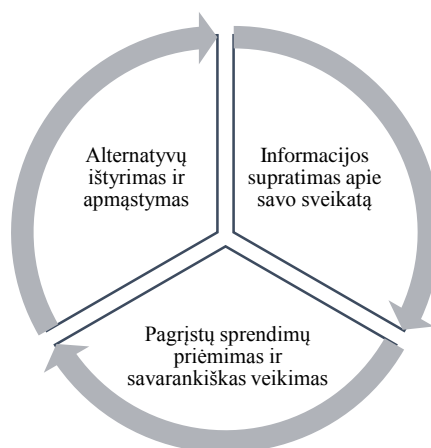 Alternatyvų
ištyrimas ir
apmąstymas
Informacijos
supratimas apie
savo sveikatą
Pagrįstų sprendimų
priėmimas ir
savarankiškas veikimas